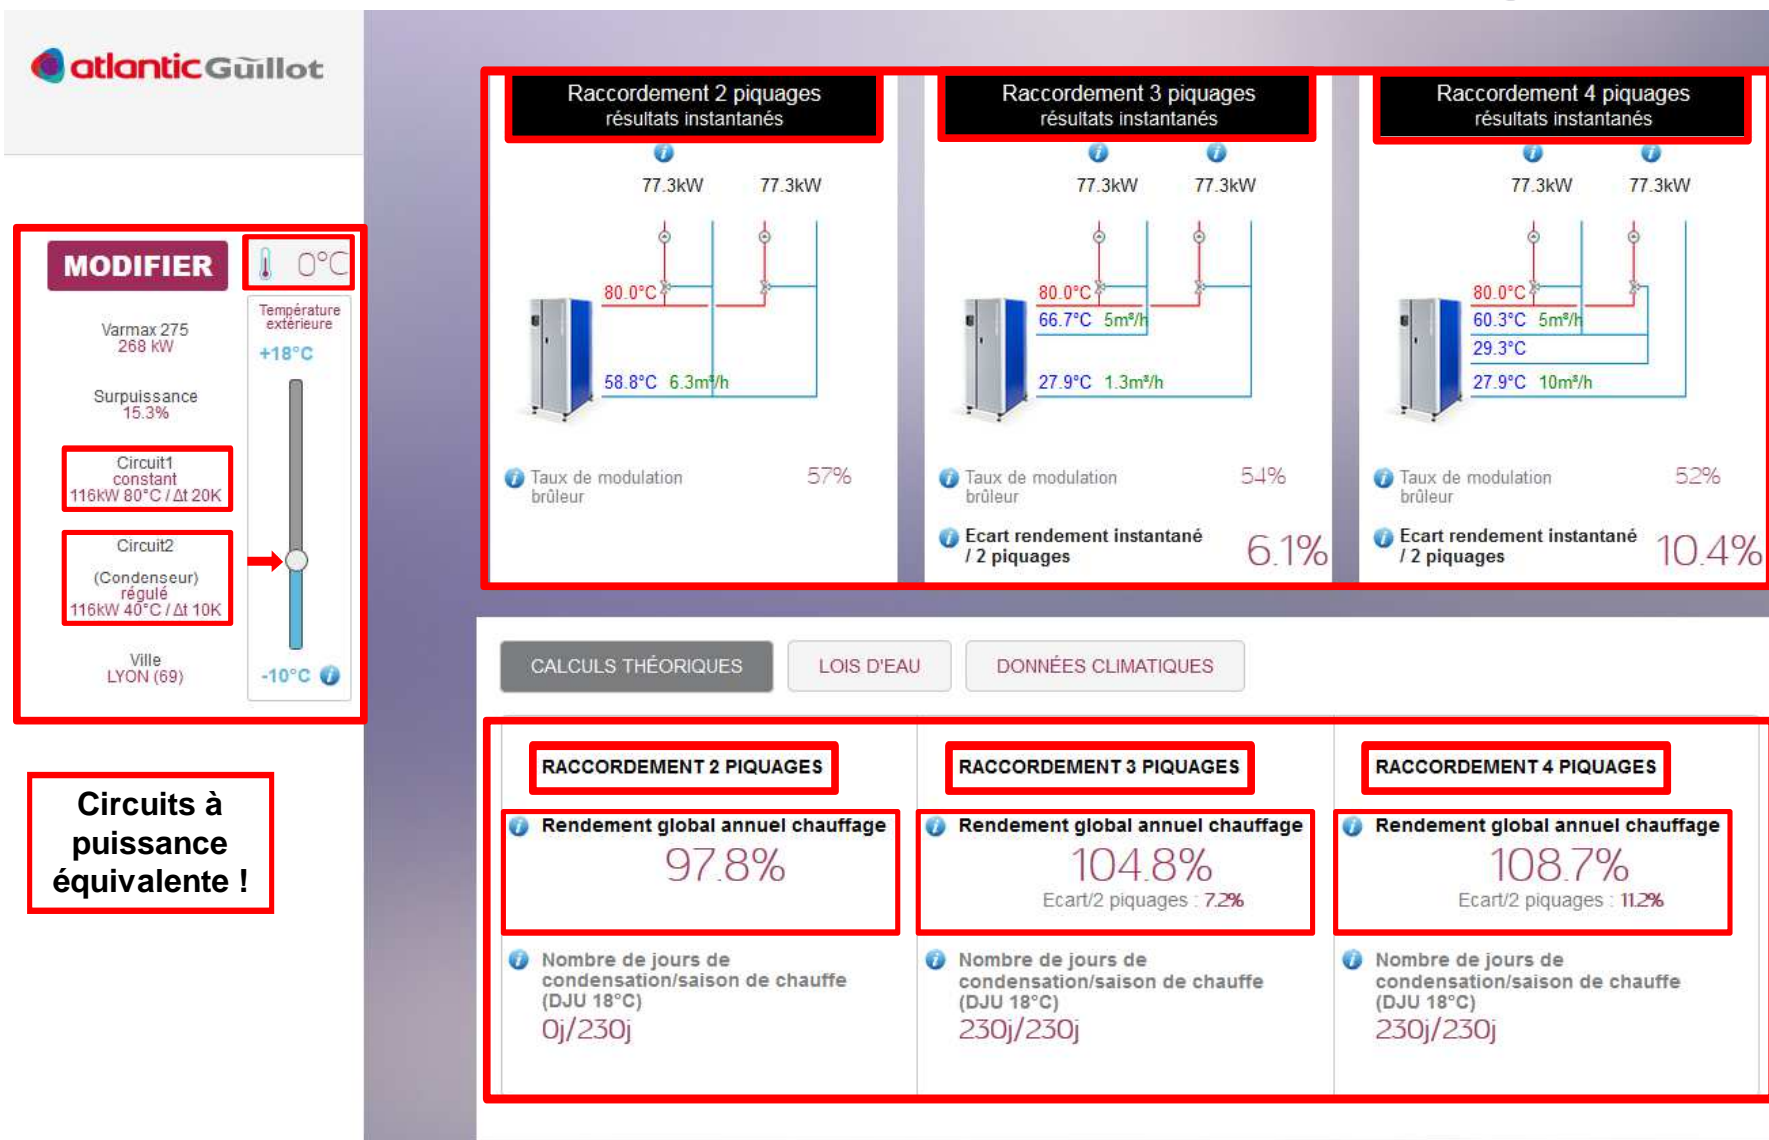 atlantic Guillot
MODIFIER
0°C
Température
extérieure
+18°C
-10°C
Varmax 275
268 kW
Surpuissance
15.3%
Circuit1
constant
116kW 80°C / Δt 20K
Circuit2
(Condenseur)
régulé
116kW 40°C / Δt 10K
Ville
LYON (69)
Circuits à
puissance
équivalente !
Raccordement 2 piquages
résultats instantanés
77.3kW 77.3kW
80.0°C
58.8°C 6.3m³/h
Taux de modulation
brûleur
57%
Raccordement 3 piquages
résultats instantanés
77.3kW 77.3kW
80.0°C
66.7°C 5m³/h
27.9°C 1.3m³/h
Taux de modulation
brûleur
54%
Ecart rendement instantané
/ 2 piquages
6.1%
Raccordement 4 piquages
résultats instantanés
77.3kW 77.3kW
80.0°C
60.3°C 5m³/h
29.3°C
27.9°C 10m³/h
Taux de modulation
brûleur
52%
Ecart rendement instantané
/ 2 piquages
10.4%
CALCULS THÉORIQUES LOIS D'EAU DONNÉES CLIMATIQUES
RACCORDEMENT 2 PIQUAGES
Rendement global annuel chauffage
97.8%
Nombre de jours de
condensation/saison de chauffe
(DJU 18°C)
0j/230j
RACCORDEMENT 3 PIQUAGES
Rendement global annuel chauffage
104.8%
Ecart/2 piquages : 7.2%
Nombre de jours de
condensation/saison de chauffe
(DJU 18°C)
230j/230j
RACCORDEMENT 4 PIQUAGES
Rendement global annuel chauffage
108.7%
Ecart/2 piquages : 11.2%
Nombre de jours de
condensation/saison de chauffe
(DJU 18°C)
230j/230j